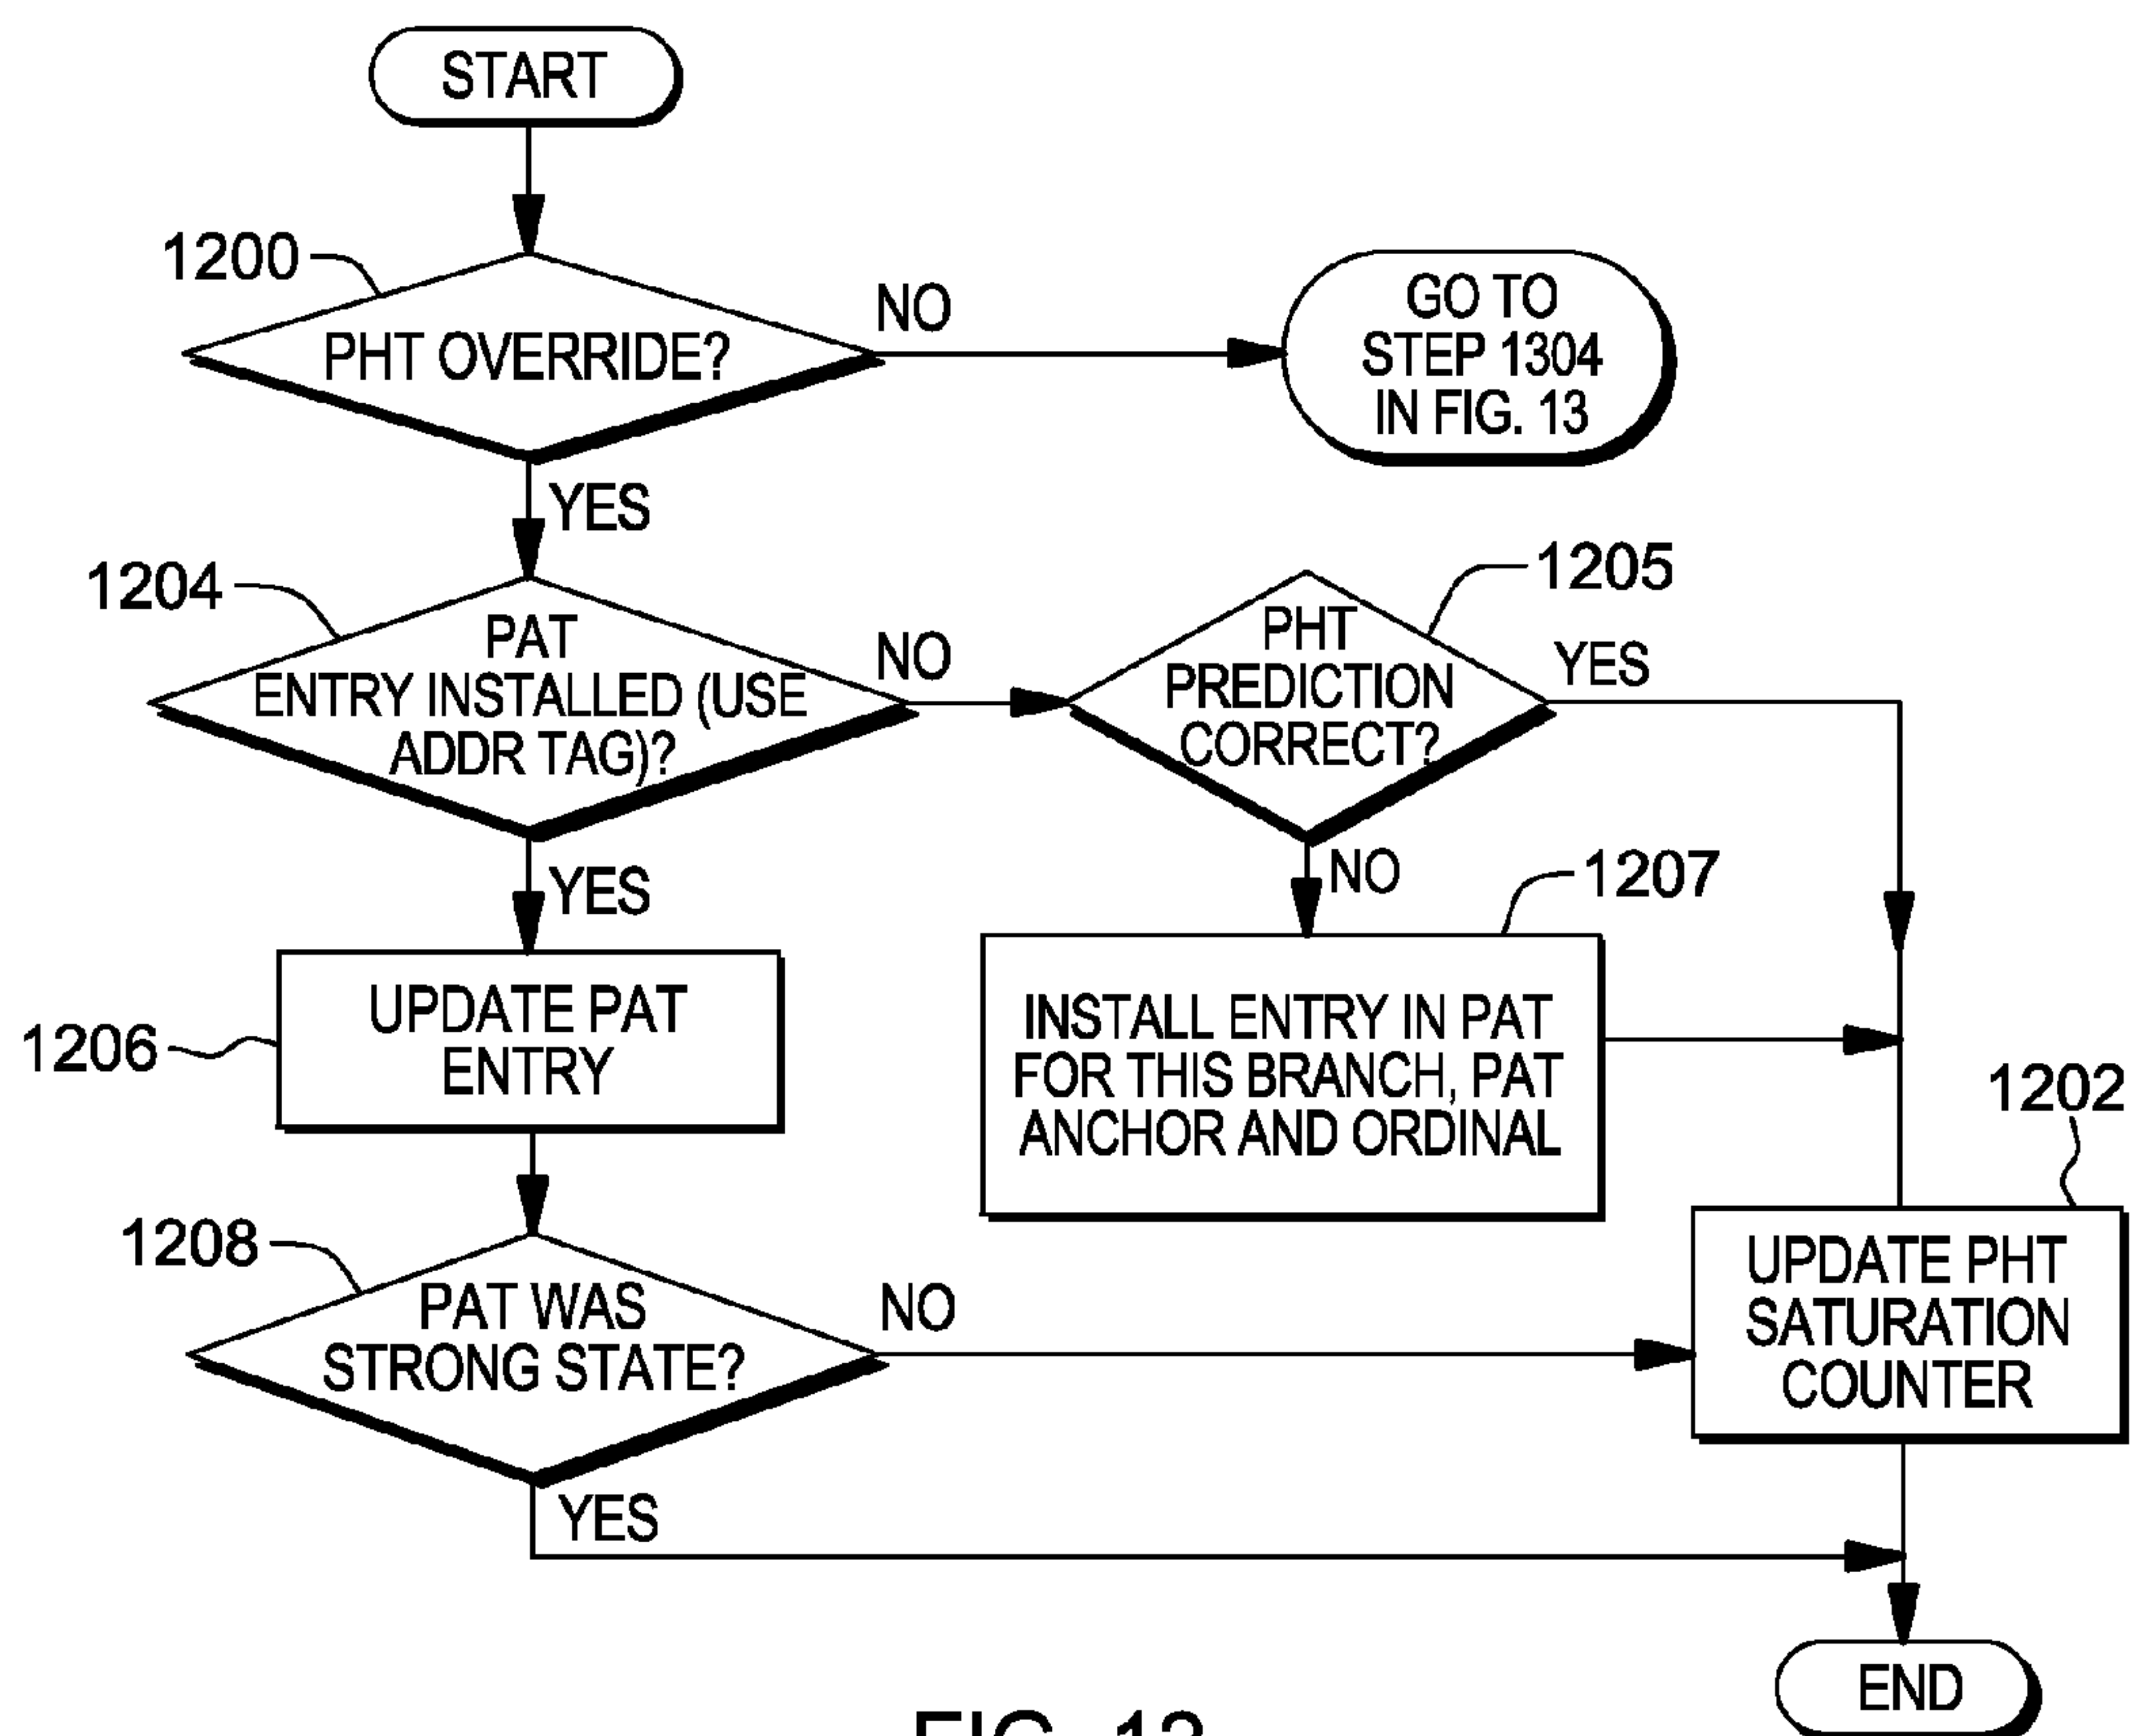 START
1200
PHT OVERRIDE?
NO
GO TO
STEP 1304
IN FIG. 13
YES
1204
PAT
ENTRY INSTALLED (USE
ADDR TAG)?
NO
1205
PHT
PREDICTION
CORRECT?
YES
YES
NO
1207
1206
UPDATE PAT
ENTRY
INSTALL ENTRY IN PAT
FOR THIS BRANCH, PAT
ANCHOR AND ORDINAL
1202
1208
PAT WAS
STRONG STATE?
NO
UPDATE PHT
SATURATION
COUNTER
YES
END
FIG. 12